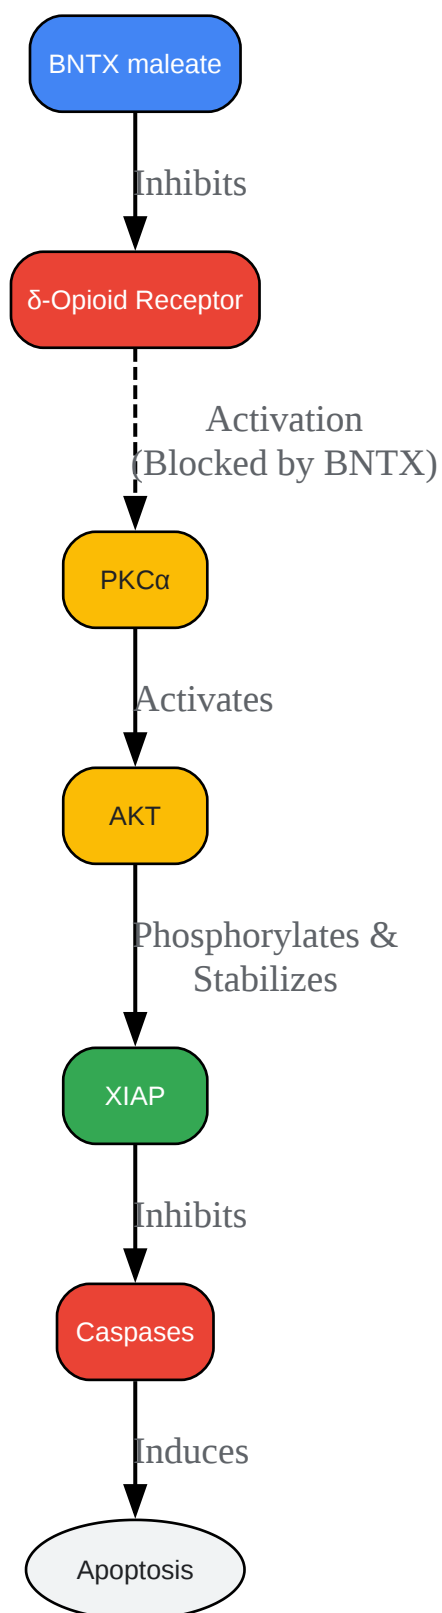 BNTX maleate
Inhibits
δ-Opioid Receptor
Activation
(Blocked by BNTX)
PKCα
Activates
AKT
Phosphorylates &
Stabilizes
XIAP
Inhibits
Caspases
Induces
Apoptosis